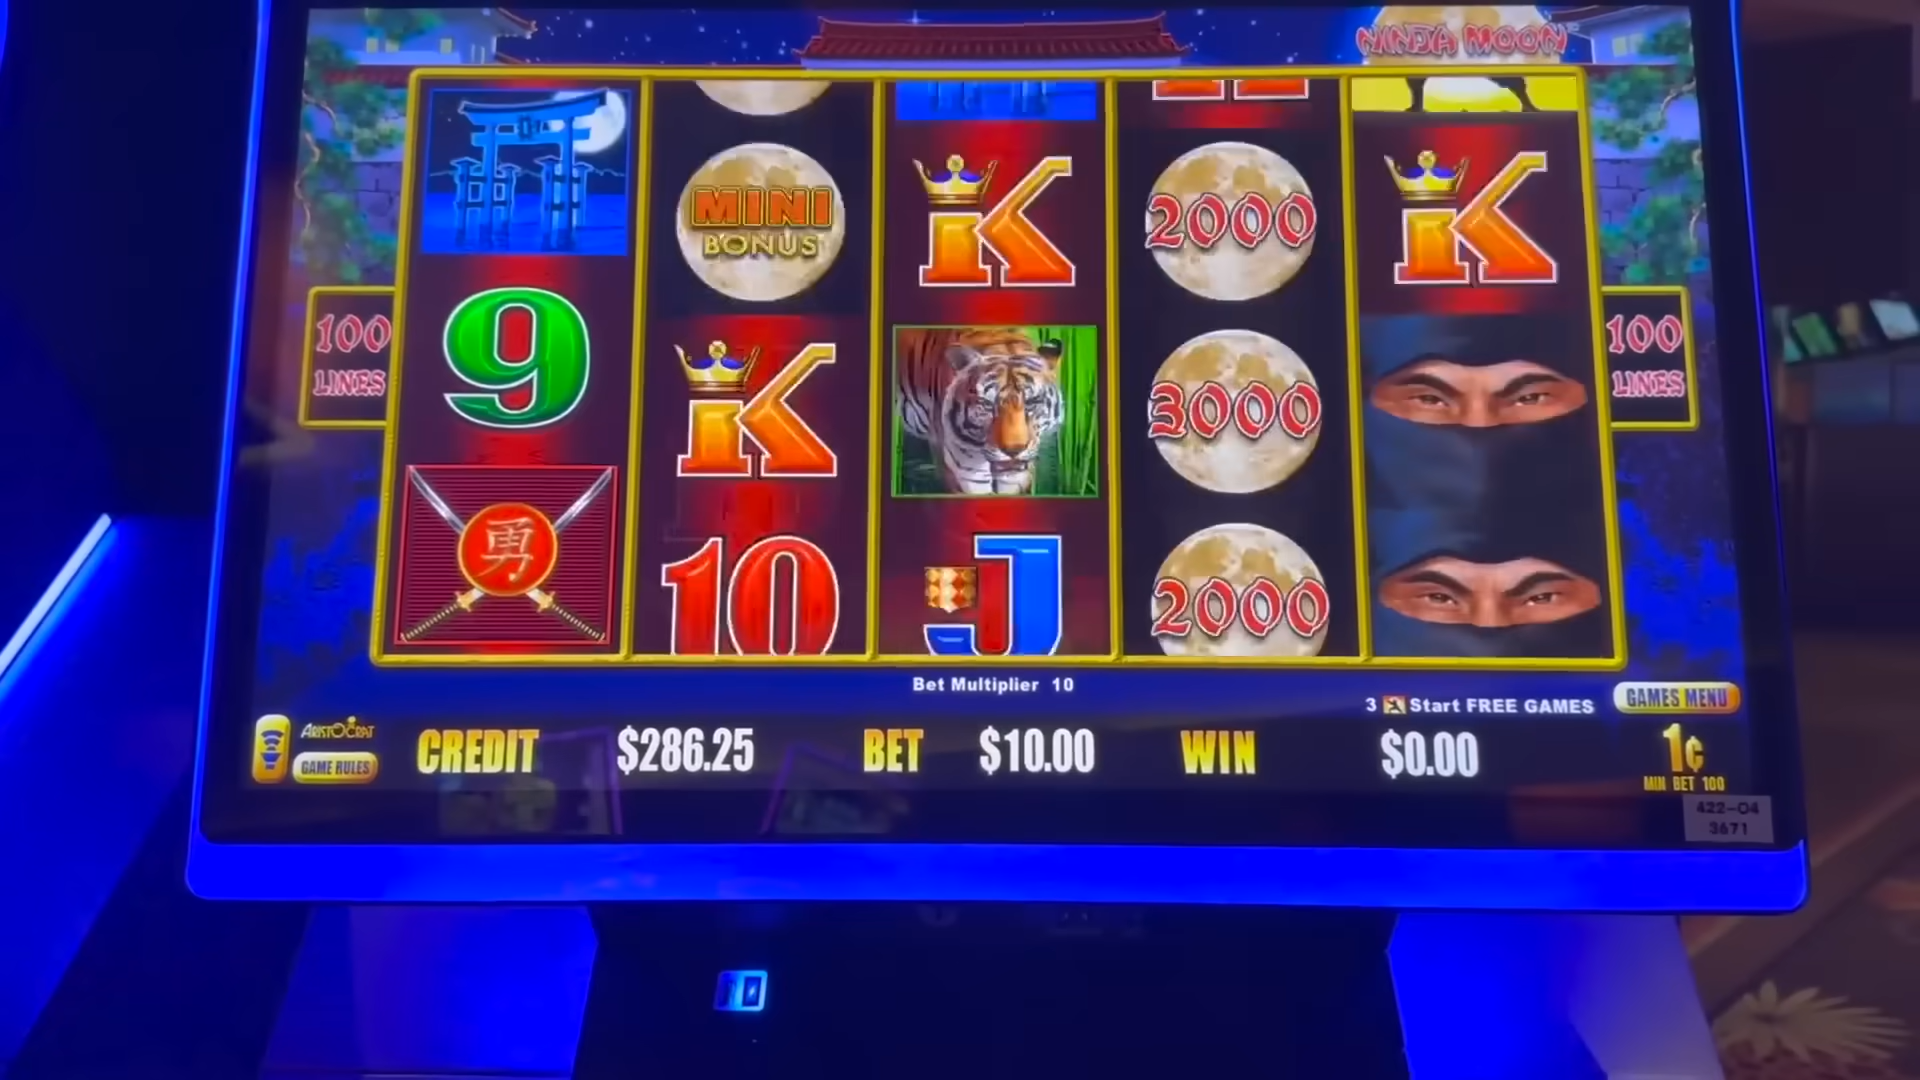 NINJA MOON™
MINI
BONUS
K
2000
K
100
LINES
9
K
3000
100
LINES
勇
10
J
2000
Bet Multiplier 10
3 Start FREE GAMES
GAMES MENU
ARISTOCRAT
GAME RULES
CREDIT $286.25 BET $10.00 WIN $0.00
1¢
MIN BET 100
422-04
3671